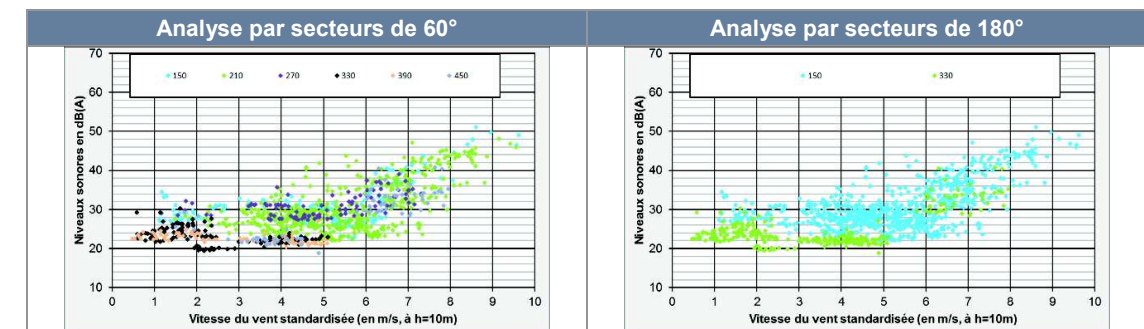 Analyse par secteurs de 60°
Analyse par secteurs de 180°
70
60
50
40
30
20
10
Niveaux sonores en dB(A)
150 210 270 330 390 450
0 1 2 3 4 5 6 7 8 9 10
Vitesse du vent standardisée (en m/s, à h=10m)
70
60
50
40
30
20
10
Niveaux sonores en dB(A)
150 330
0 1 2 3 4 5 6 7 8 9 10
Vitesse du vent standardisée (en m/s, à h=10m)